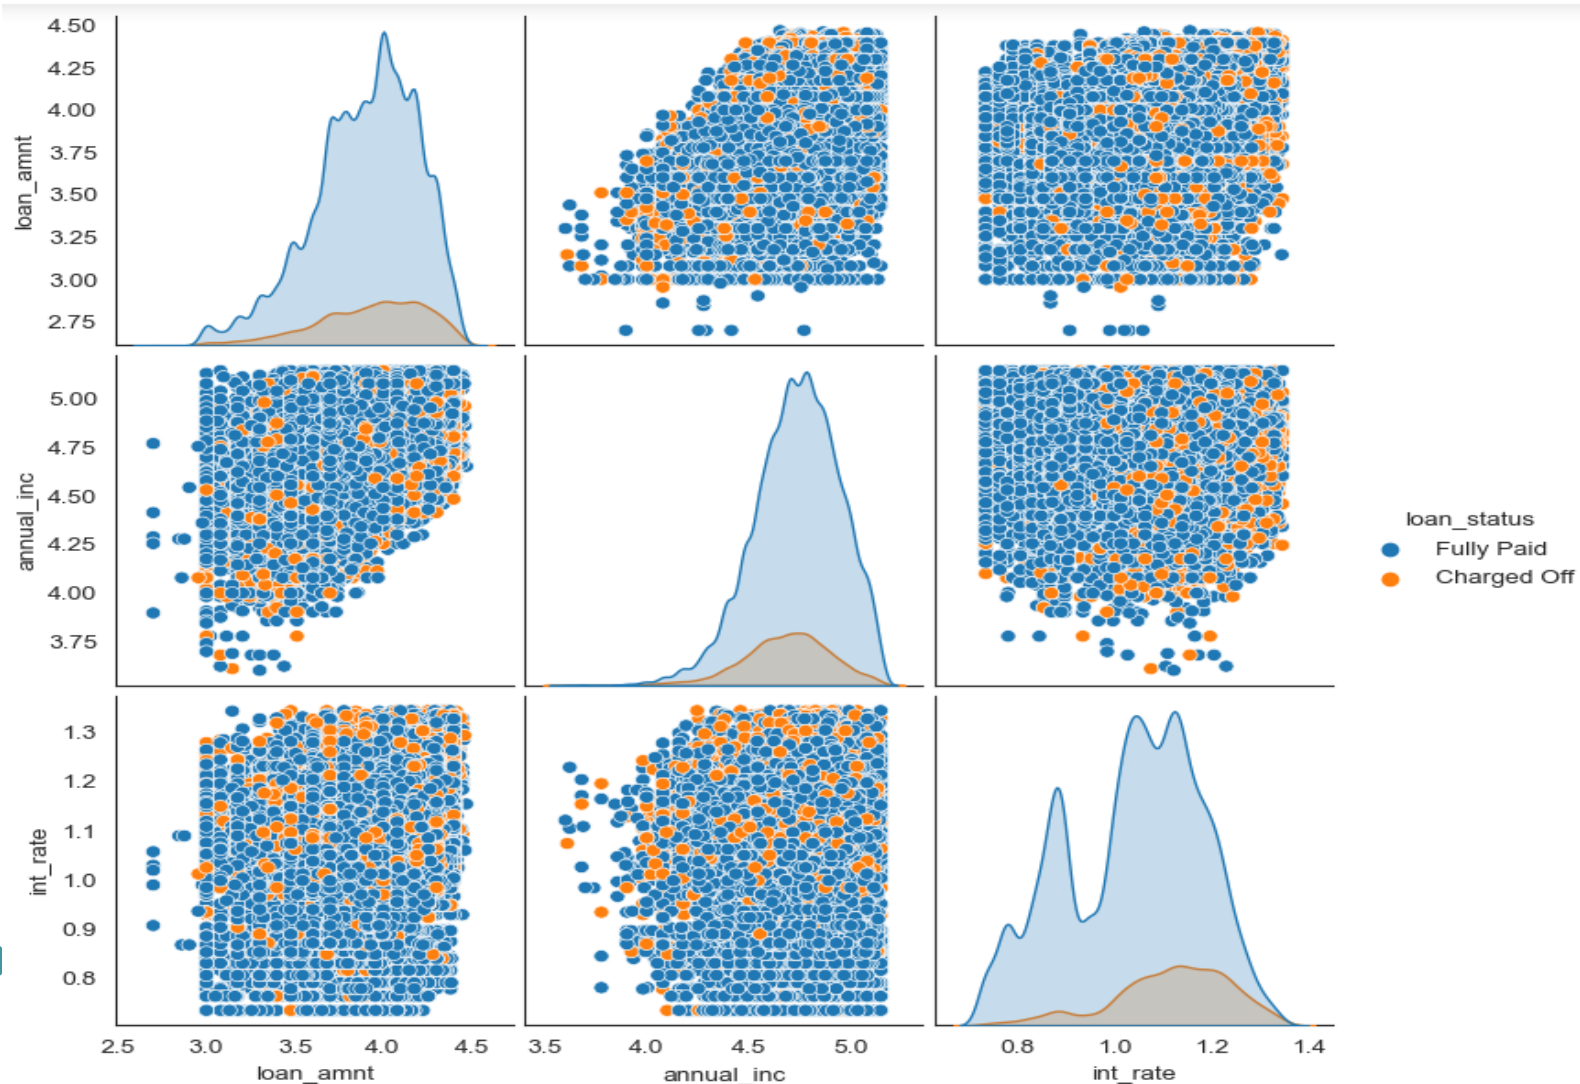 4.50
4.25
4.00
3.75
3.50
3.25
3.00
2.75
loan_amnt
5.00
4.75
4.50
4.25
4.00
3.75
annual_inc
loan_status
Fully Paid
Charged Off
1.3
1.2
1.1
1.0
0.9
0.8
int_rate
2.5 3.0 3.5 4.0 4.5 3.5 4.0 4.5 5.0 0.8 1.0 1.2 1.4
loan_amnt annual_inc int_rate